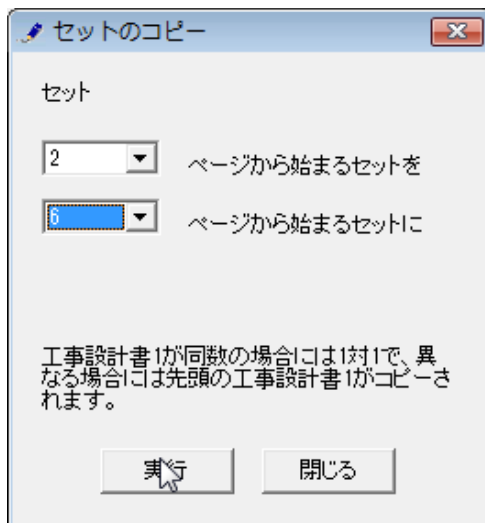 セットのコピー
セット
2 ページから始まるセットを
6 ページから始まるセットに
工事設計書1が同数の場合には1対1で、異
なる場合には先頭の工事設計書1がコピーさ
れます。
実行 閉じる